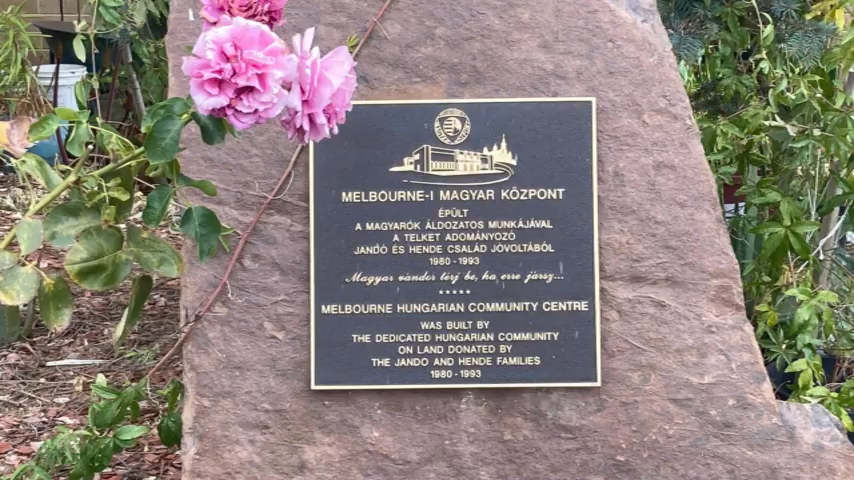 MELBOURNE-I MAGYAR KÖZPONT
ÉPÜLT
A MAGYARÓK ÁLDOZATOS MUNKÁJÁVAL
A TELKET ADOMÁNYOZÓ
JANDÓ ÉS HENDE CSALÁD JÓVOLTÁBÓL
1980-1993
Magyar vándor térj be, ha erre jársz...
*****
MELBOURNE HUNGARIAN COMMUNITY CENTRE
WAS BUILT BY
THE DEDICATED HUNGARIAN COMMUNITY
ON LAND DONATED BY
THE JANDO AND HENDE FAMILIES
1980-1993